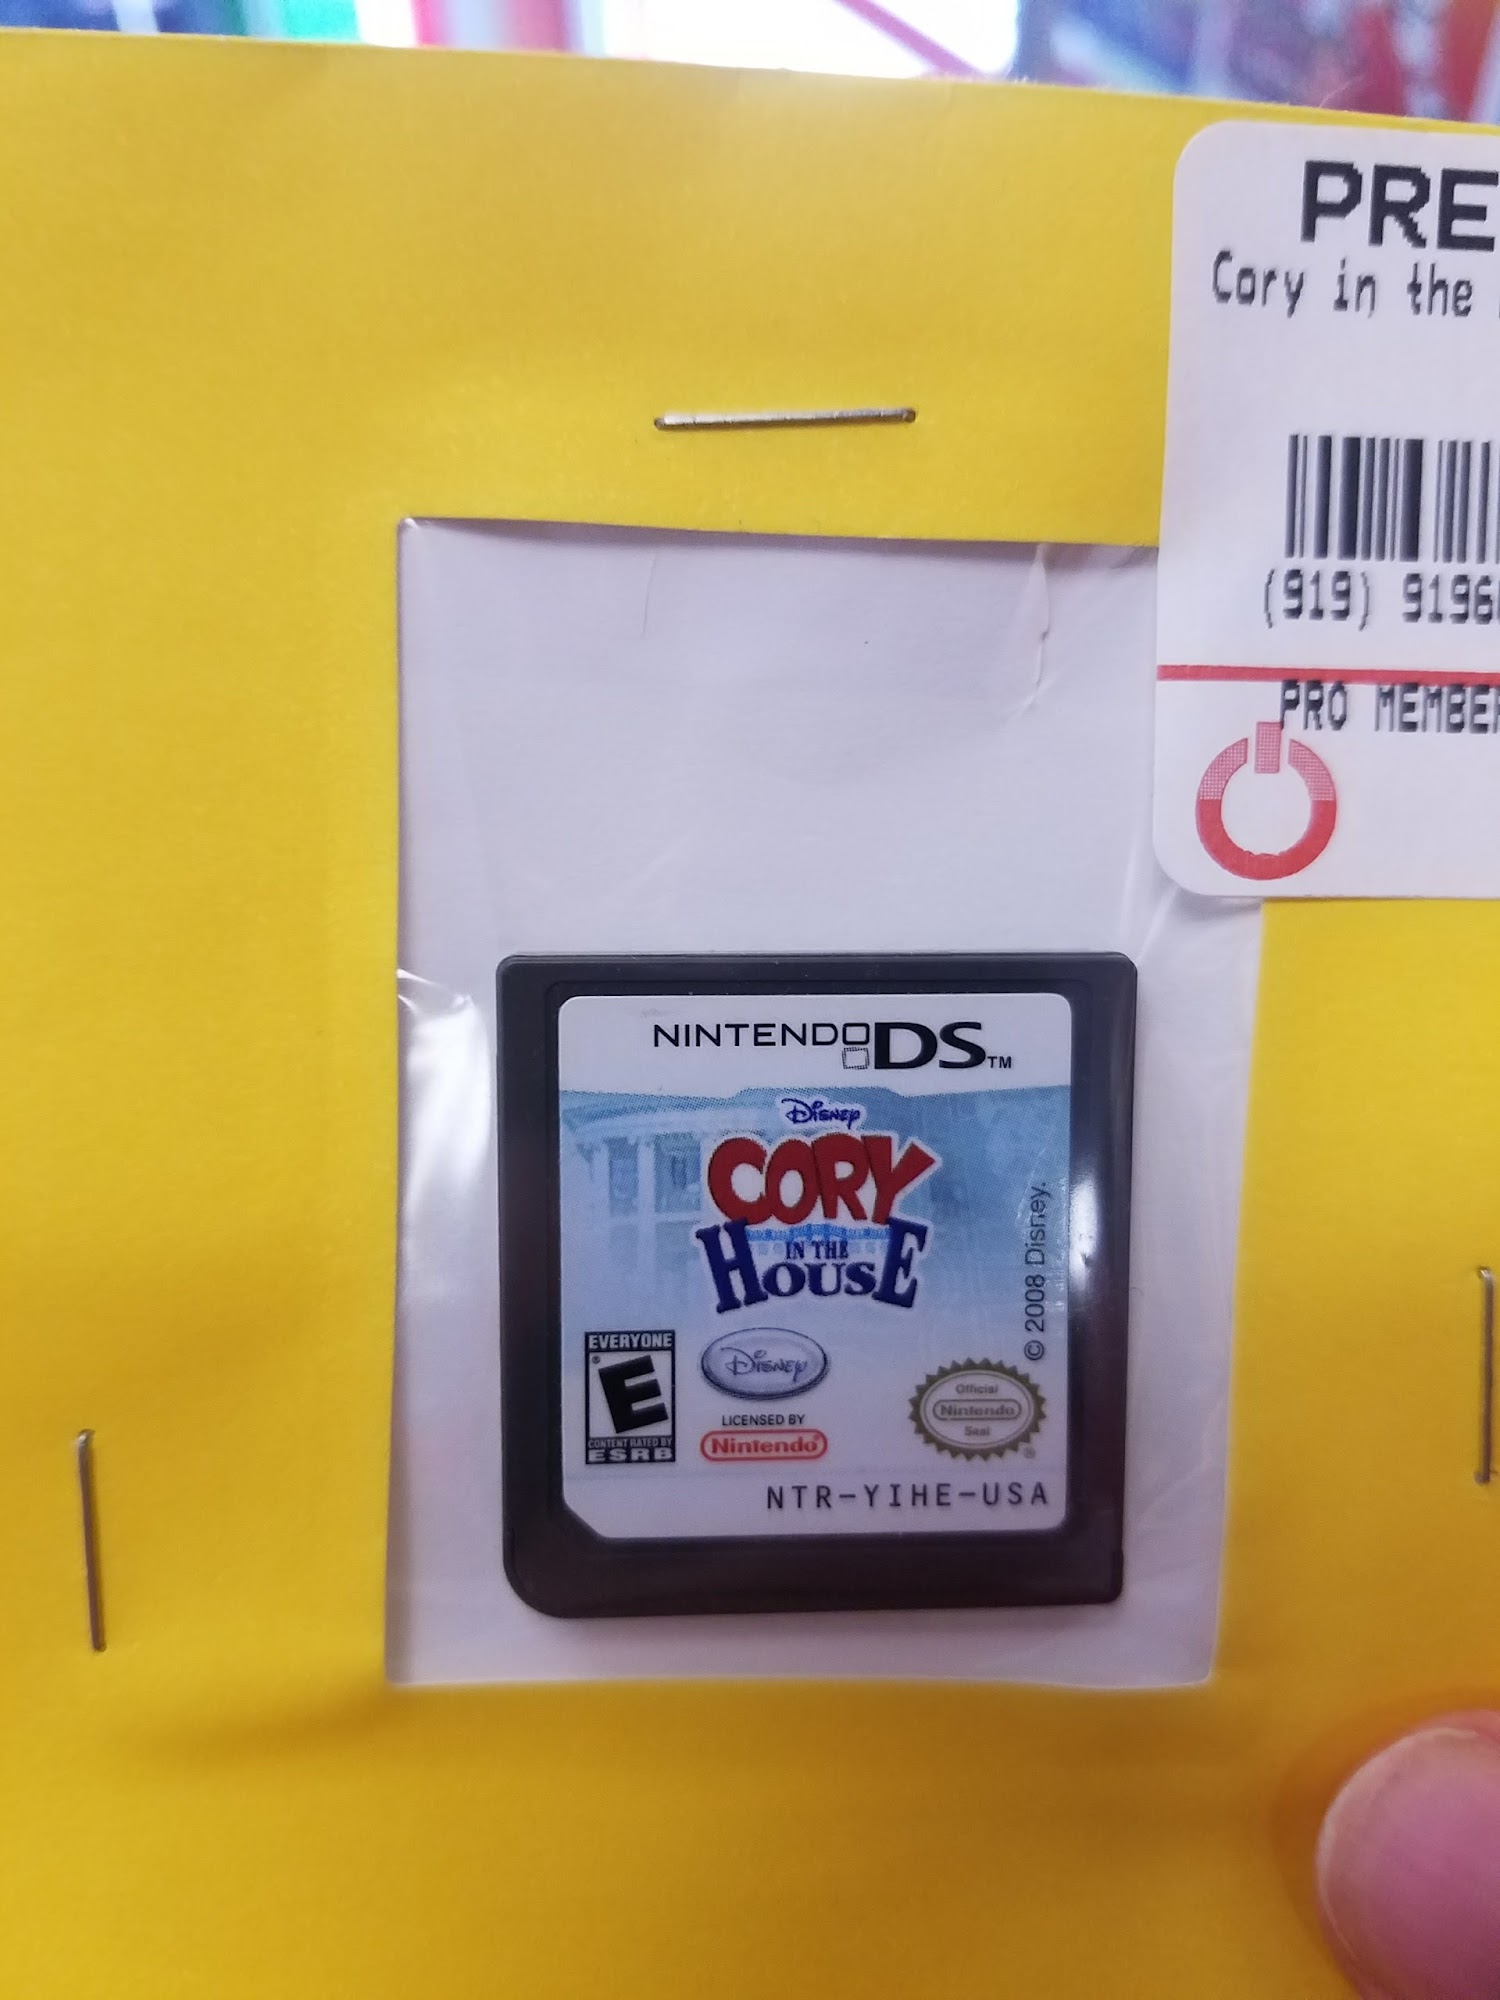 PRE
Cory in the
(919) 9196
PRO MEMBER
NINTENDO DS™
Disney
CORY
IN THE
HOUSE
© 2008 Disney.
EVERYONE
E
CONTENT RATED BY
ESRB
Disney
LICENSED BY
Nintendo®
Official
Nintendo
Seal
NTR-YIHE-USA